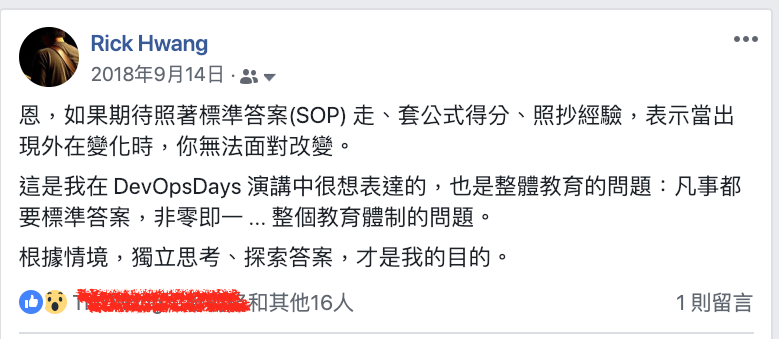 Rick Hwang
2018年9月14日
恩，如果期待照著標準答案(SOP) 走、套公式得分、照抄經驗，表示當出
現外在變化時，你無法面對改變。
這是我在 DevOpsDays 演講中很想表達的，也是整體教育的問題：凡事都
要標準答案，非零即一 ... 整個教育體制的問題。
根據情境，獨立思考、探索答案，才是我的目的。
和其他16人
1 則留言